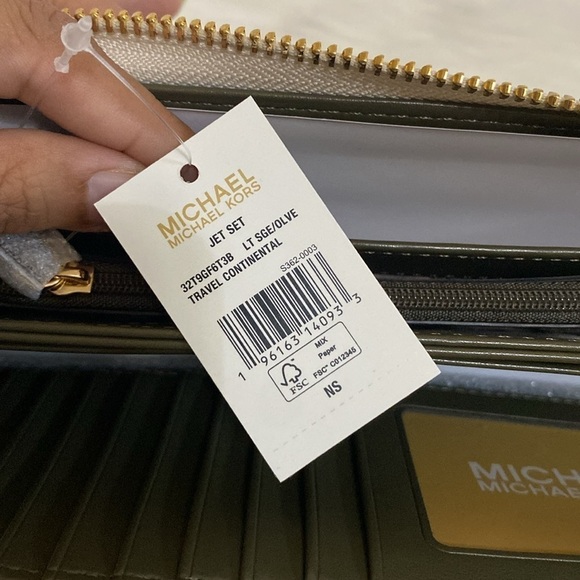 MICHAEL
MICHAEL KORS
JET SET
32T9GF6T3B LT SGE/OLVE
TRAVEL CONTINENTAL
S362-0003
1 96163 14093 3
FSC
MIX
Paper
FSC® C012345
NS
MICH
MICHAEL